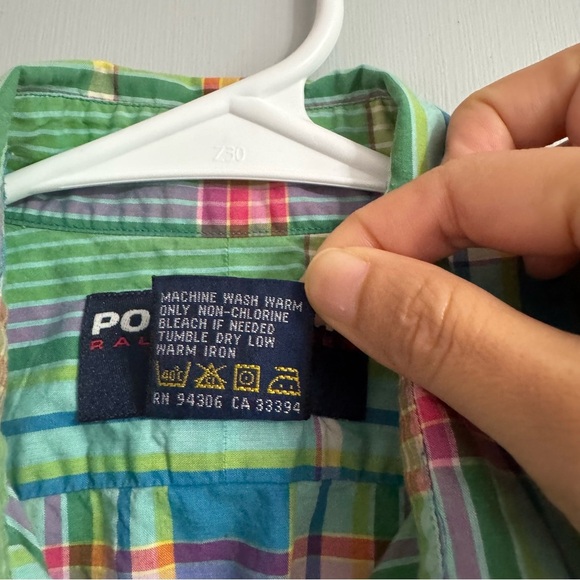 Z30
MACHINE WASH WARM
ONLY NON-CHLORINE
BLEACH IF NEEDED
TUMBLE DRY LOW
WARM IRON
40°C
RN 94306 CA 33394
PO
RAL